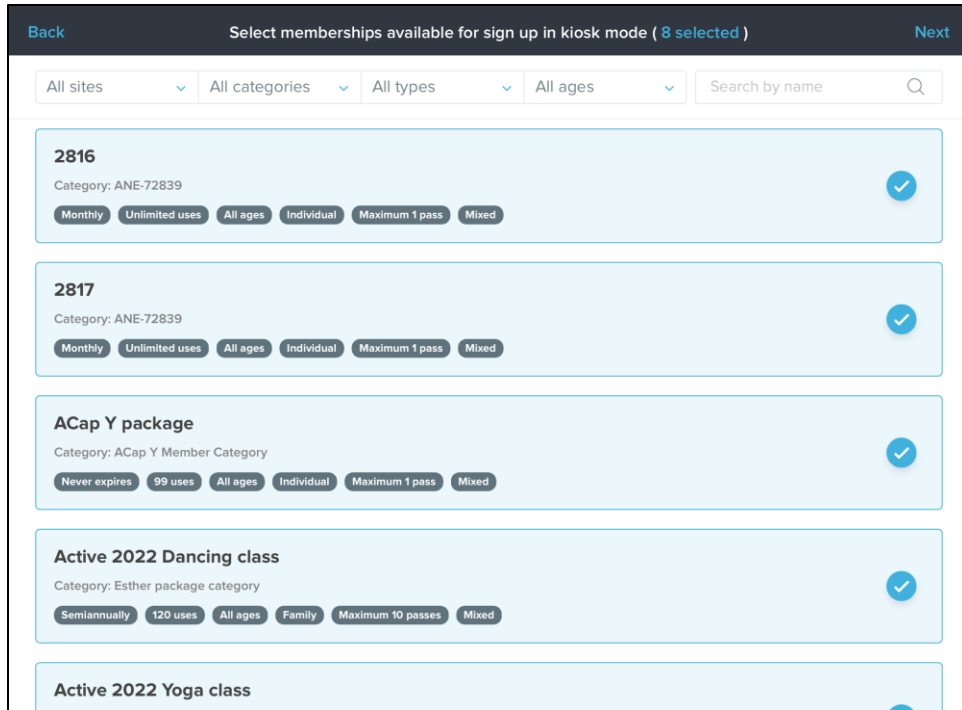 Back Select memberships available for sign up in kiosk mode ( 8 selected ) Next
All sites All categories All types All ages Search by name
2816
Category: ANE-72839
Monthly Unlimited uses All ages Individual Maximum 1 pass Mixed
2817
Category: ANE-72839
Monthly Unlimited uses All ages Individual Maximum 1 pass Mixed
ACap Y package
Category: ACap Y Member Category
Never expires 99 uses All ages Individual Maximum 1 pass Mixed
Active 2022 Dancing class
Category: Esther package category
Semiannually 120 uses All ages Family Maximum 10 passes Mixed
Active 2022 Yoga class